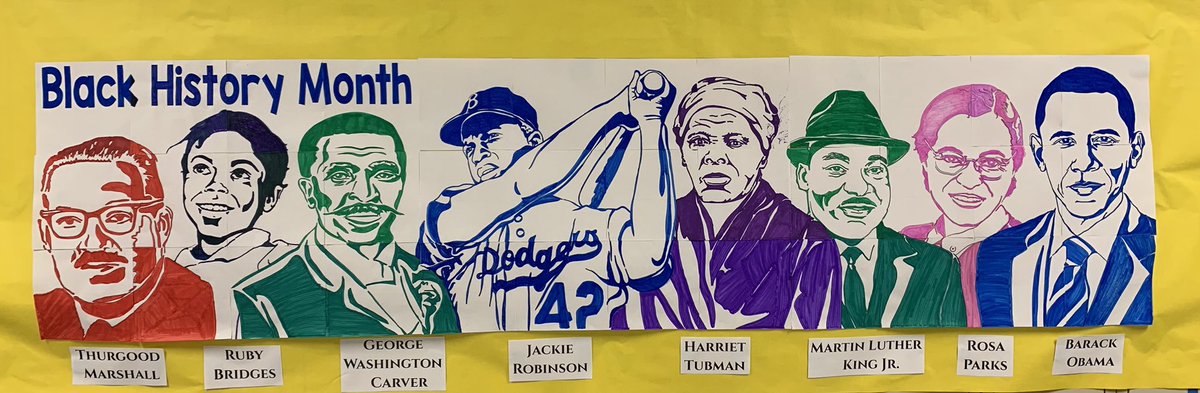 Black History Month
B
Dodgers
42
Thurgood
Marshall
Ruby
Bridges
George
Washington
Carver
Jackie
Robinson
Harriet
Tubman
Martin Luther
King Jr.
Rosa
Parks
Barack
Obama